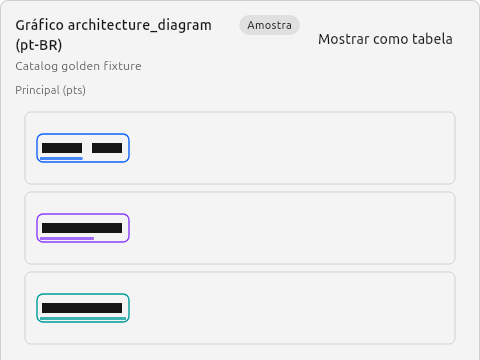 Gráfico architecture_diagram
(pt-BR)
Amostra
Mostrar como tabela
Catalog golden fixture
Principal (pts)